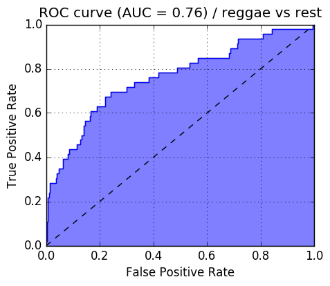 ROC curve (AUC = 0.76) / reggae vs rest
1.0
0.8
0.6
0.4
0.2
0.0
True Positive Rate
0.0 0.2 0.4 0.6 0.8 1.0
False Positive Rate